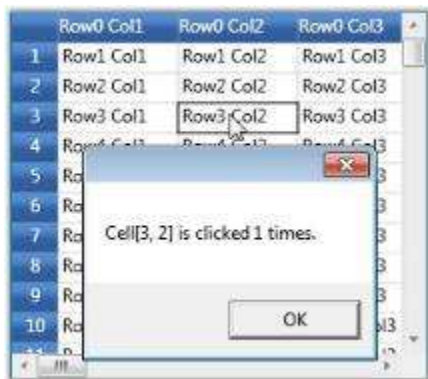 Row0 Col1 Row0 Col2 Row0 Col3
1 Row1 Col1 Row1 Col2 Row1 Col3
2 Row2 Col1 Row2 Col2 Row2 Col3
3 Row3 Col1 Row3 Col2 Row3 Col3
4
5
6
7
8
9
10
Cell[3, 2] is clicked 1 times.
OK